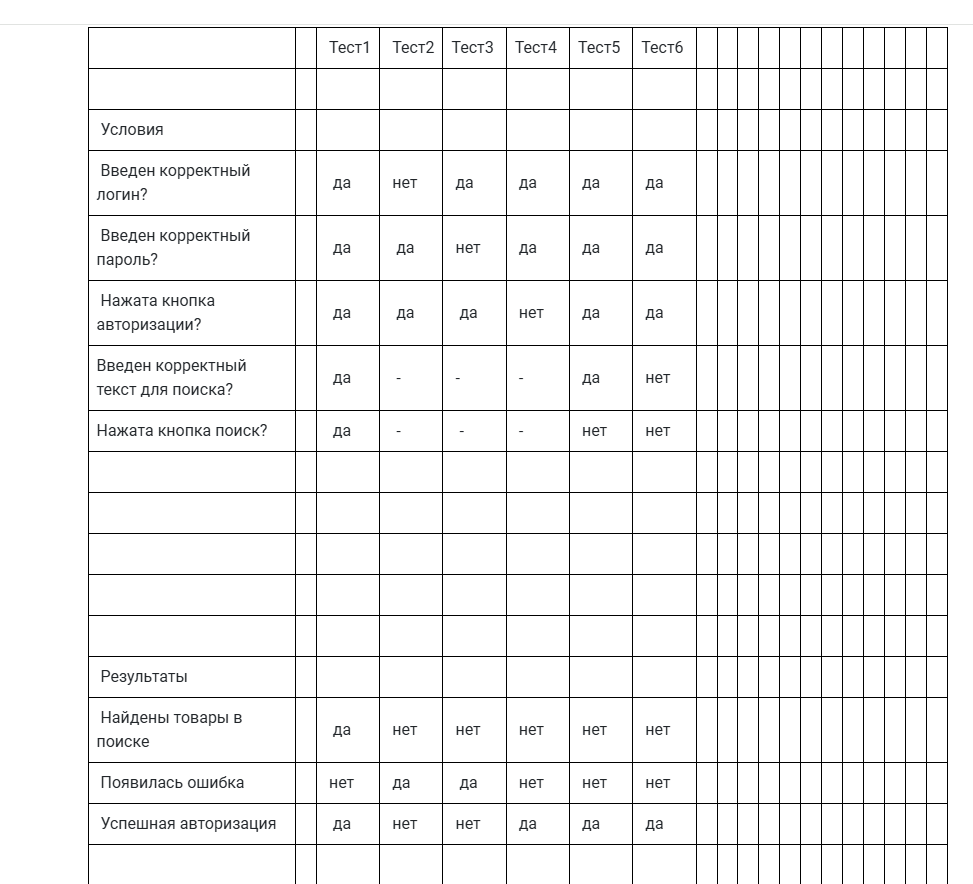 Тест1 Тест2 Тест3 Тест4 Тест5 Тест6
Условия
Введен корректный
логин?
да нет да да да да
Введен корректный
пароль?
да да нет да да да
Нажата кнопка
авторизации?
да да да нет да да
Введен корректный
текст для поиска?
да - - - да нет
Нажата кнопка поиск? да - - - нет нет
Результаты
Найдены товары в
поиске
да нет нет нет нет нет
Появилась ошибка нет да да нет нет нет
Успешная авторизация да нет нет да да да